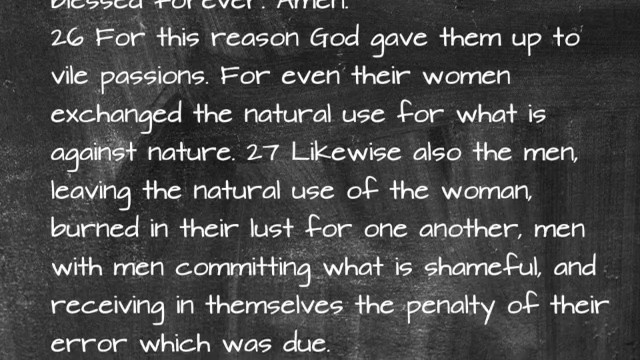 blessed forever. Amen.
26 For this reason God gave them up to
vile passions. For even their women
exchanged the natural use for what is
against nature. 27 Likewise also the men,
leaving the natural use of the woman,
burned in their lust for one another, men
with men committing what is shameful, and
receiving in themselves the penalty of their
error which was due.